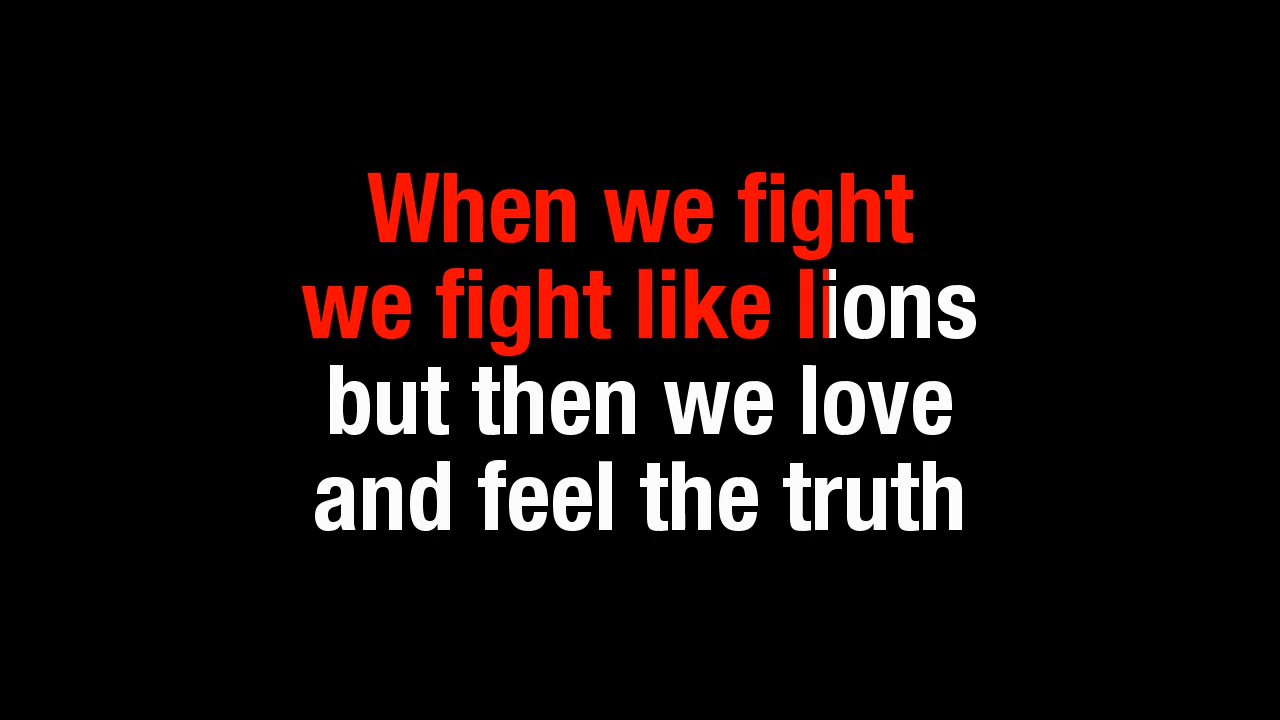 When we fight
we fight like lions
but then we love
and feel the truth